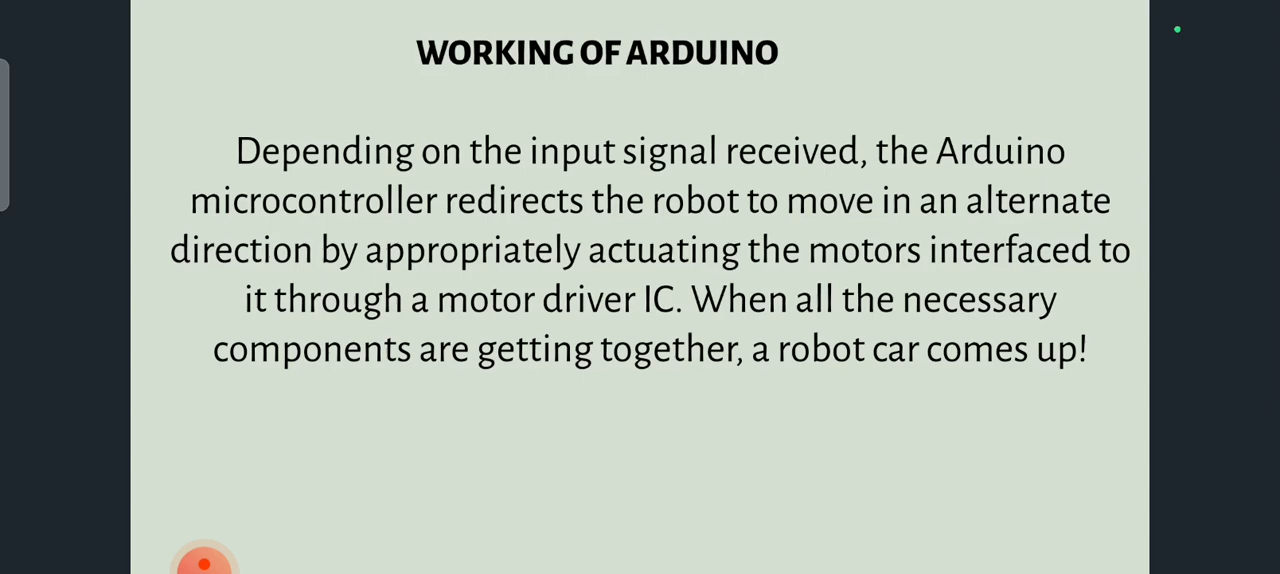 WORKING OF ARDUINO
Depending on the input signal received, the Arduino
microcontroller redirects the robot to move in an alternate
direction by appropriately actuating the motors interfaced to
it through a motor driver IC. When all the necessary
components are getting together, a robot car comes up!